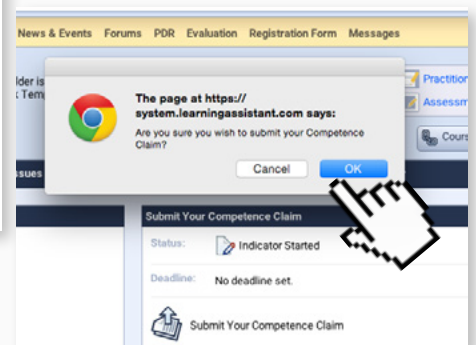 News & Events Forums PDR Evaluation Registration Form Messages
lder is
Tem
Practition
Assessm
The page at https://
system.learningassistant.com says:
Are you sure you wish to submit your Competence
Claim?
Cours
Cancel OK
ssues
Submit Your Competence Claim
Status: Indicator Started
Deadline: No deadline set.
Submit Your Competence Claim